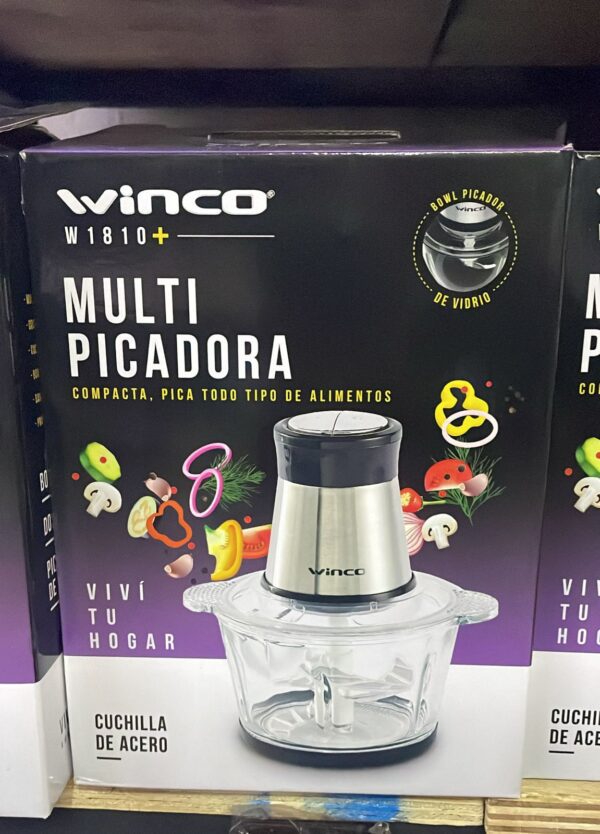 WINCO®
W1810+
MULTI
PICADORA
COMPACTA, PICA TODO TIPO DE ALIMENTOS
BOWL PICADOR
WINCO
DE VIDRIO
WINCO
VIVÍ
TU
HOGAR
CUCHILLA
DE ACERO